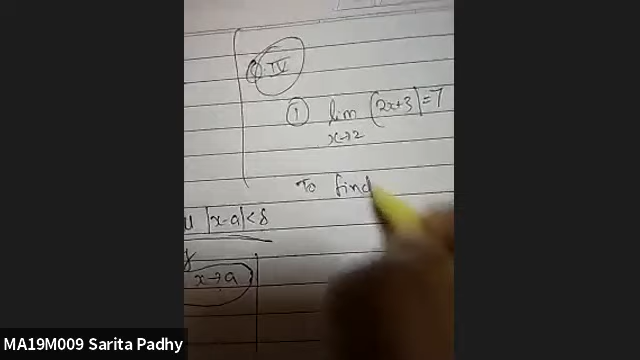 Q.IV
① lim (2x+3)=7
x→2
To find
|x-a|<δ
x→a
MA19M009 Sarita Padhy